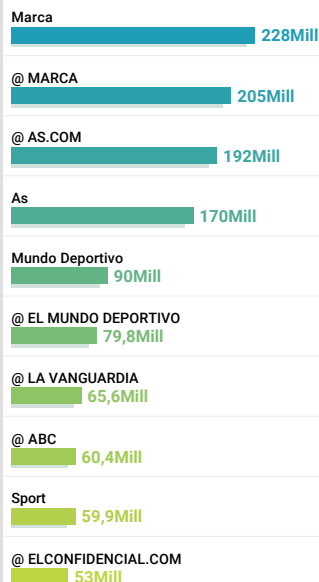 Marca
228Mill
@ MARCA
205Mill
@ AS.COM
192Mill
As
170Mill
Mundo Deportivo
90Mill
@ EL MUNDO DEPORTIVO
79,8Mill
@ LA VANGUARDIA
65,6Mill
@ ABC
60,4Mill
Sport
59,9Mill
@ ELCONFIDENCIAL.COM
53Mill